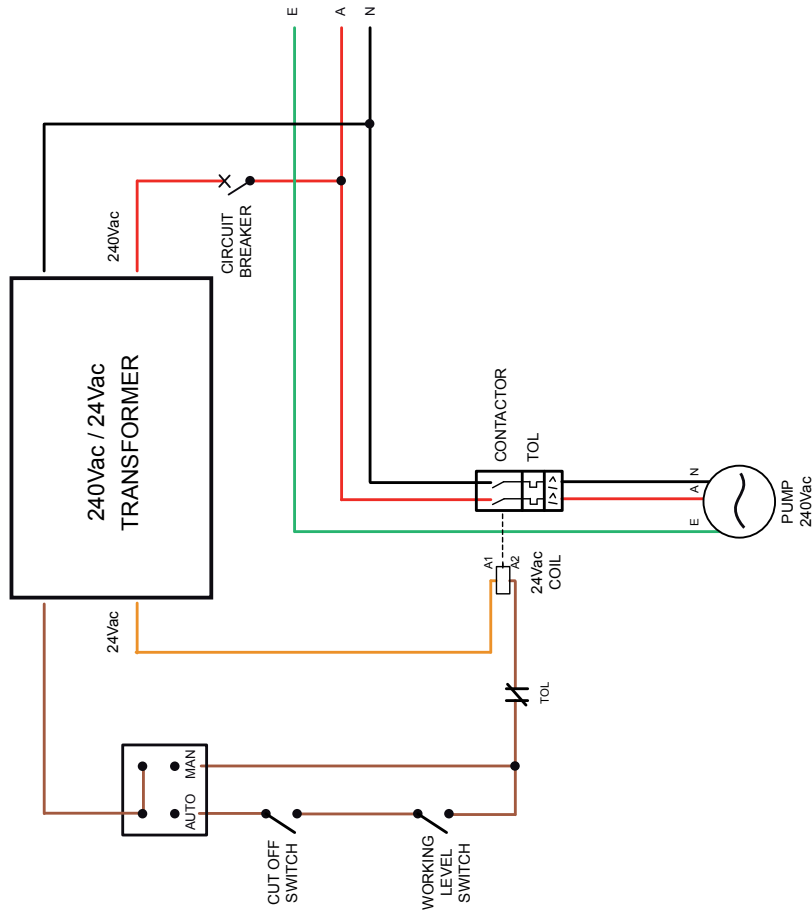 E
A
N
240Vac
CIRCUIT
BREAKER
240Vac / 24Vac
TRANSFORMER
24Vac
CONTACTOR
TOL
A1
A2
24Vac
COIL
TOL
E
A
N
PUMP
240Vac
AUTO
MAN
CUT OFF
SWITCH
WORKING
LEVEL
SWITCH